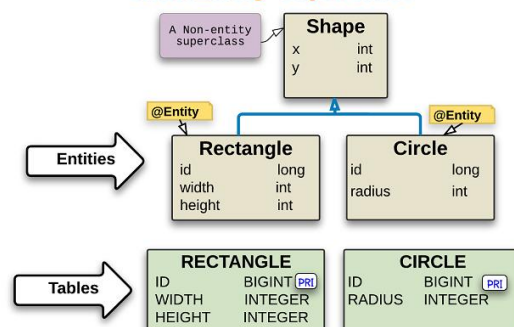 A Non-entity
superclass
Shape
x int
y int
@Entity
@Entity
Entities
Rectangle
id long
width int
height int
Circle
id long
radius int
Tables
RECTANGLE
ID BIGINT PRI
WIDTH INTEGER
HEIGHT INTEGER
CIRCLE
ID BIGINT PRI
RADIUS INTEGER